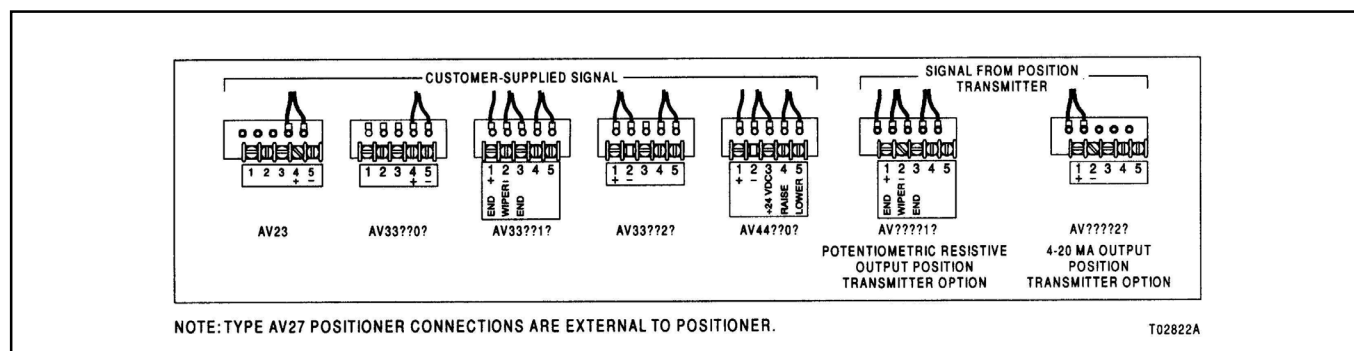 CUSTOMER-SUPPLIED SIGNAL
SIGNAL FROM POSITION
TRANSMITTER
1 2 3 4 5
+ –
AV23
1 2 3 4 5
+ –
AV33??0?
1 2 3 4 5
+ –
END WIPER END
AV33??1?
1 2 3 4 5
+ –
AV33??2?
1 2 3 4 5
+ – +24 VDC RAISE LOWER
AV44??0?
1 2 3 4 5
+ –
END WIPER END
AV????1?
POTENTIOMETRIC RESISTIVE
OUTPUT POSITION
TRANSMITTER OPTION
1 2 3 4 5
+ –
AV????2?
4-20 MA OUTPUT
POSITION
TRANSMITTER OPTION
NOTE: TYPE AV27 POSITIONER CONNECTIONS ARE EXTERNAL TO POSITIONER.
T02822A